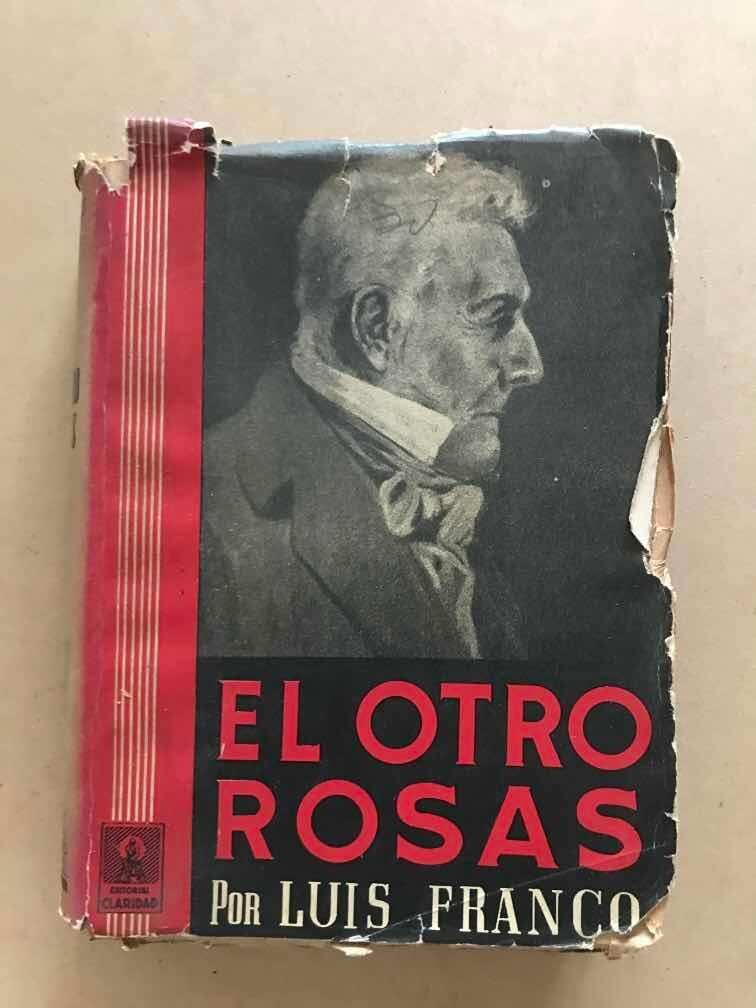 EL OTRO
ROSAS
POR LUIS FRANCO
EDITORIAL
CLARIDAD